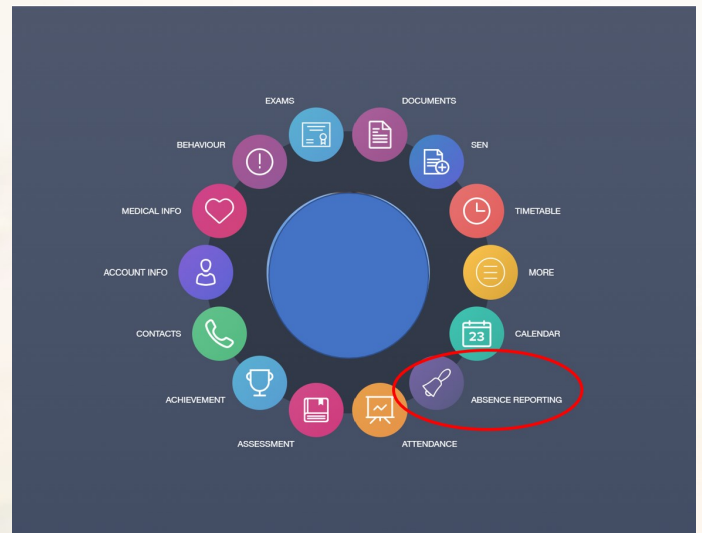 EXAMS
DOCUMENTS
BEHAVIOUR
SEN
MEDICAL INFO
TIMETABLE
ACCOUNT INFO
MORE
CONTACTS
23
CALENDAR
ACHIEVEMENT
ABSENCE REPORTING
ASSESSMENT
ATTENDANCE